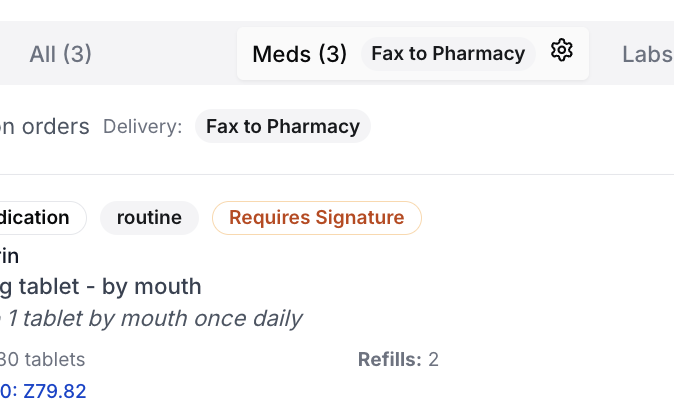 All (3) Meds (3) Fax to Pharmacy Labs
on orders Delivery: Fax to Pharmacy
dication routine Requires Signature
rin
g tablet - by mouth
1 tablet by mouth once daily
30 tablets Refills: 2
0: Z79.82